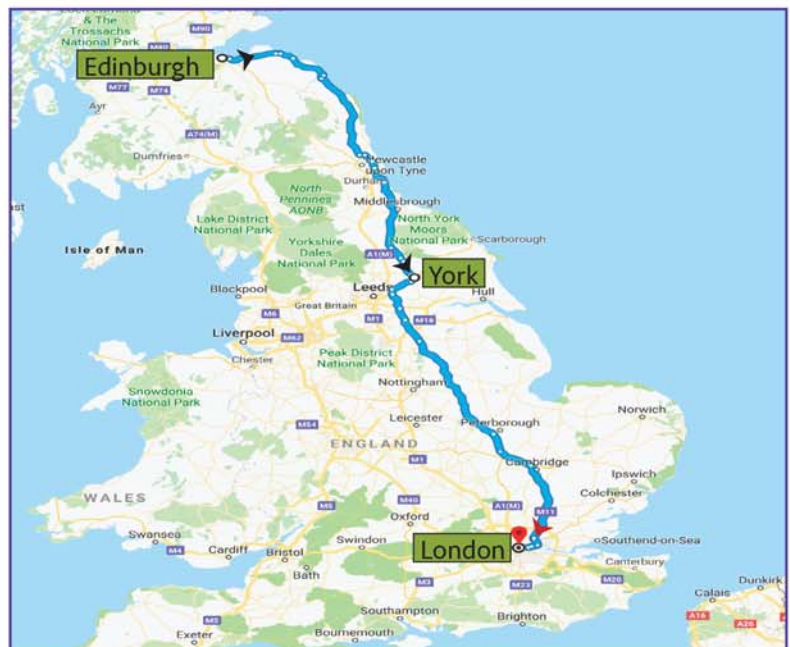 The
Trossachs
National Park
M90
M80
Edinburgh
M77
M74
Ayr
A74(M)
Dumfries
Newcastle
upon Tyne
Durham
North
Pennines
AONB
Middlesbrough
Lake District
National Park
North York
Moors
National Park
Scarborough
Isle of Man
Yorkshire
Dales
National Park
A1(M)
York
Blackpool
Leeds
Hull
Great Britain
M6
M1
M18
Liverpool
M62
Chester
Peak District
National Park
Snowdonia
National Park
Nottingham
Norwich
M54
Leicester
Peterborough
ENGLAND
M1
Cambridge
Ipswich
WALES
M5
M40
A1(M)
M11
Colchester
Oxford
Swansea
M4
Cardiff
Bristol
Swindon
London
Southend-on-Sea
Bath
M3
M23
M20
Canterbury
Calais
Dunkirk
Southampton
Brighton
A16
A26
M5
Exeter
Bournemouth